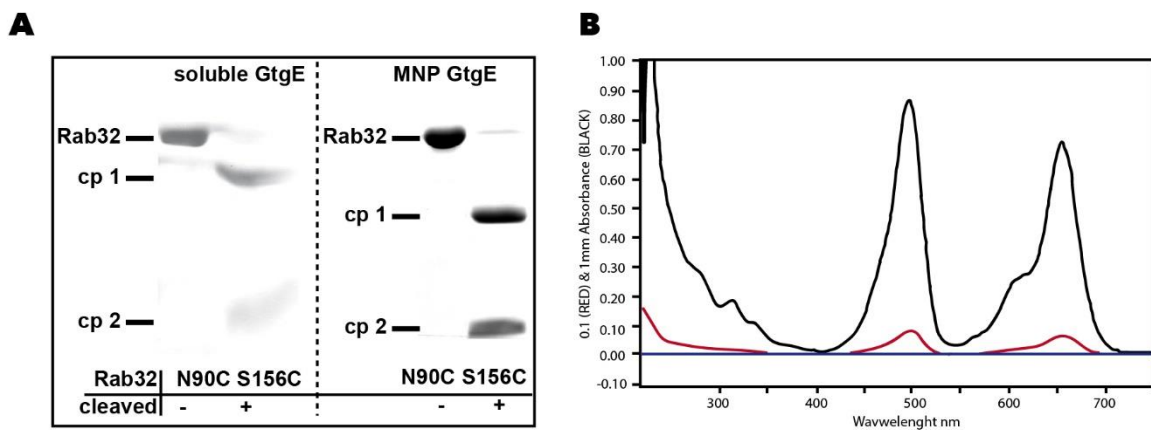 A
soluble GtgE
MNP GtgE
Rab32
cp 1
cp 2
Rab32
cp 1
cp 2
Rab32 N90C S156C N90C S156C
cleaved - + - +
B
0.1 (RED) & 1mm Absorbance (BLACK)
1.00
0.90
0.80
0.70
0.60
0.50
0.40
0.30
0.20
0.10
0.00
-0.10
300 400 500 600 700
Wavwelenght nm